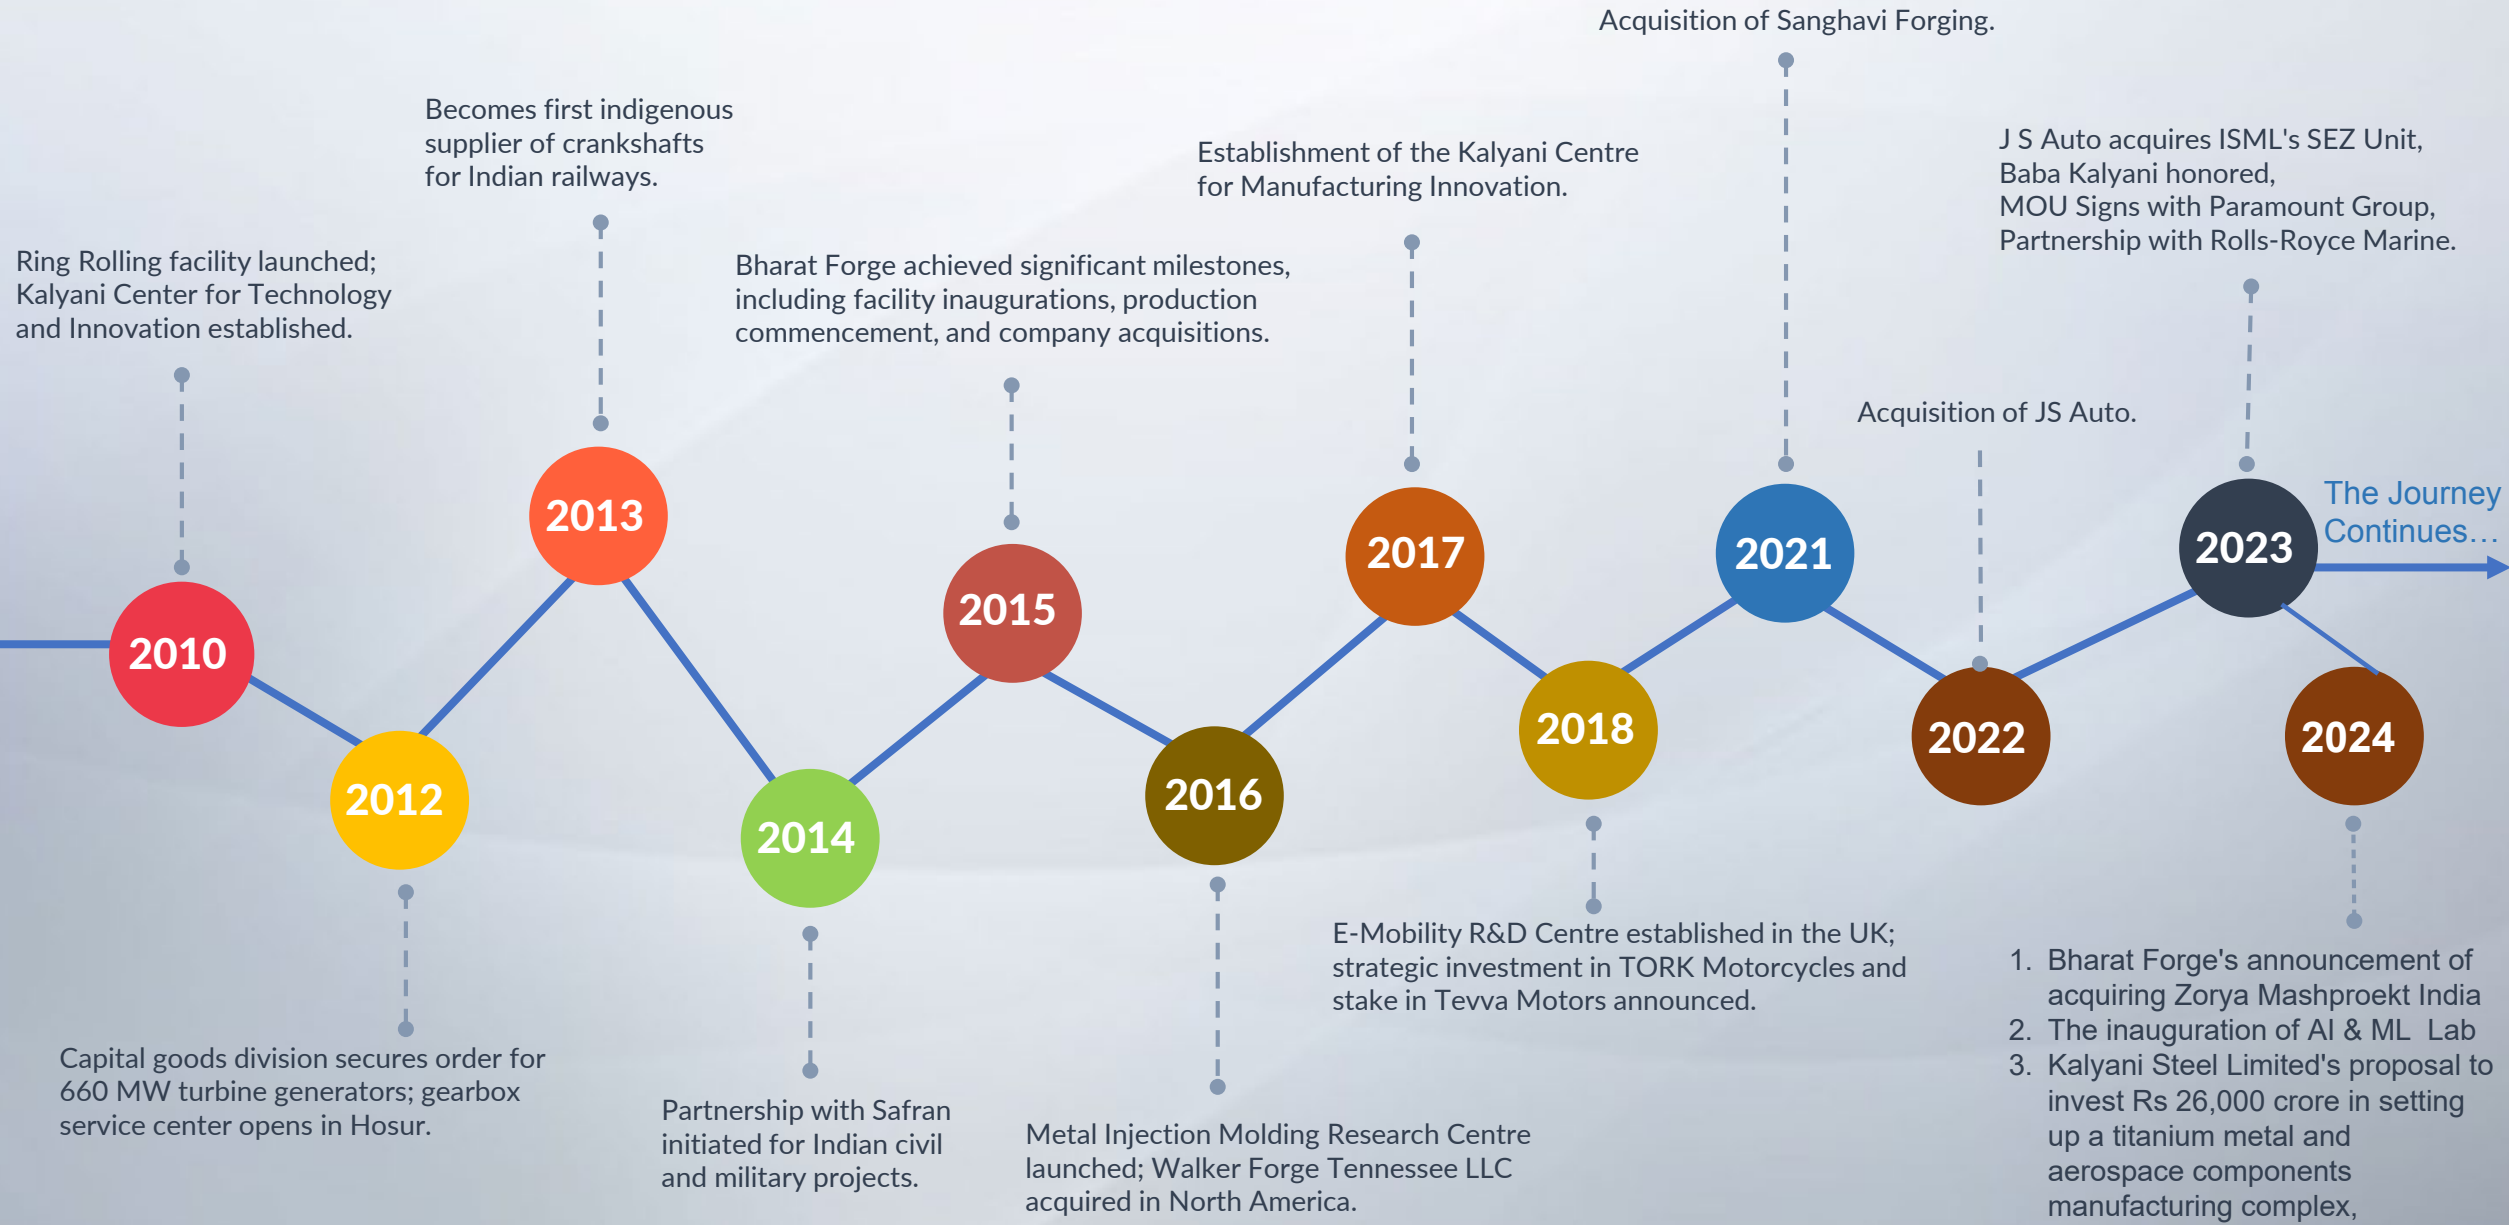 Ring Rolling facility launched;
Kalyani Center for Technology
and Innovation established.
2010
2012
Capital goods division secures order for
660 MW turbine generators; gearbox
service center opens in Hosur.
Becomes first indigenous
supplier of crankshafts
for Indian railways.
2013
2014
Partnership with Safran
initiated for Indian civil
and military projects.
Bharat Forge achieved significant milestones,
including facility inaugurations, production
commencement, and company acquisitions.
2015
2016
Metal Injection Molding Research Centre
launched; Walker Forge Tennessee LLC
acquired in North America.
Establishment of the Kalyani Centre
for Manufacturing Innovation.
2017
2018
E-Mobility R&D Centre established in the UK;
strategic investment in TORK Motorcycles and
stake in Tevva Motors announced.
Acquisition of Sanghavi Forging.
2021
Acquisition of JS Auto.
2022
J S Auto acquires ISML's SEZ Unit,
Baba Kalyani honored,
MOU Signs with Paramount Group,
Partnership with Rolls-Royce Marine.
2023
The Journey
Continues...
2024
1. Bharat Forge's announcement of
acquiring Zorya Mashproekt India
2. The inauguration of AI & ML Lab
3. Kalyani Steel Limited's proposal to
invest Rs 26,000 crore in setting
up a titanium metal and
aerospace components
manufacturing complex,